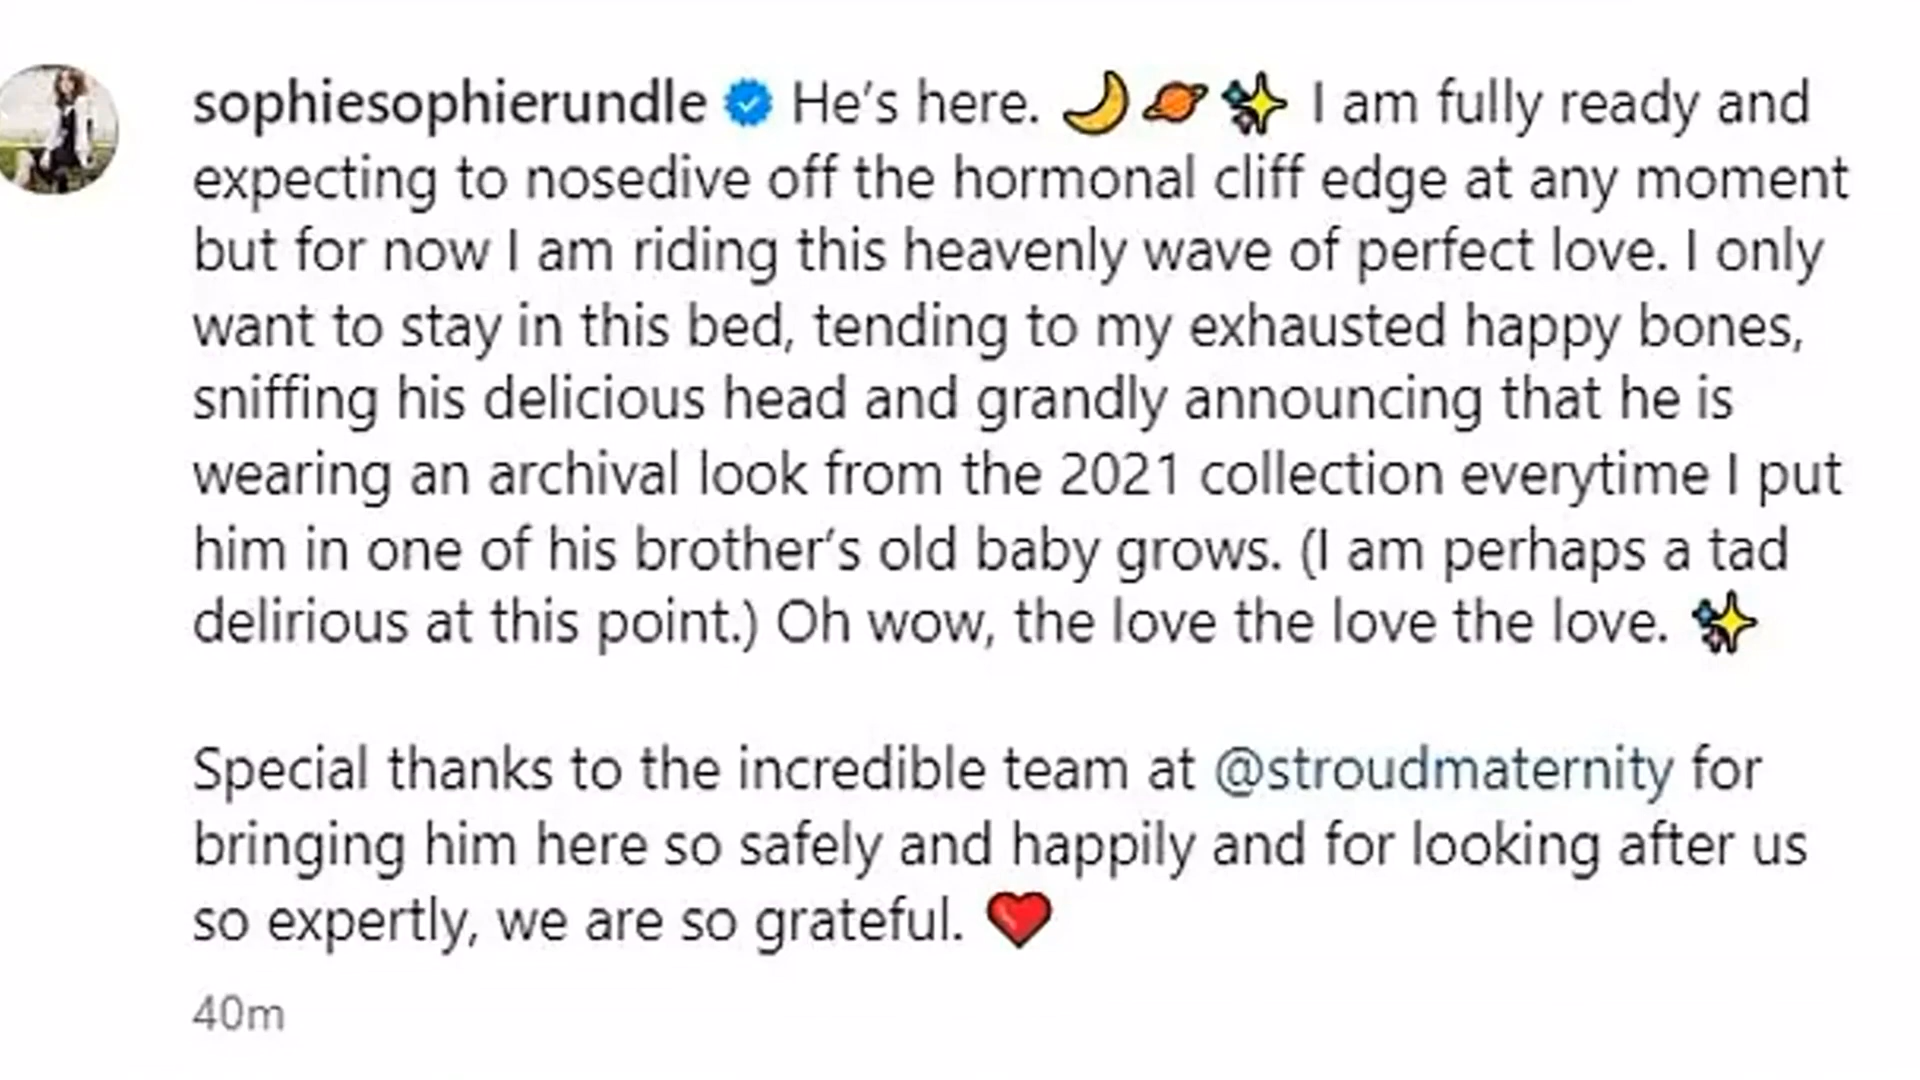 sophiesophierundle He’s here. 🌙🪐✨ I am fully ready and
expecting to nosedive off the hormonal cliff edge at any moment
but for now I am riding this heavenly wave of perfect love. I only
want to stay in this bed, tending to my exhausted happy bones,
sniffing his delicious head and grandly announcing that he is
wearing an archival look from the 2021 collection everytime I put
him in one of his brother’s old baby grows. (I am perhaps a tad
delirious at this point.) Oh wow, the love the love the love. ✨
Special thanks to the incredible team at @stroudmaternity for
bringing him here so safely and happily and for looking after us
so expertly, we are so grateful. ❤️
40m